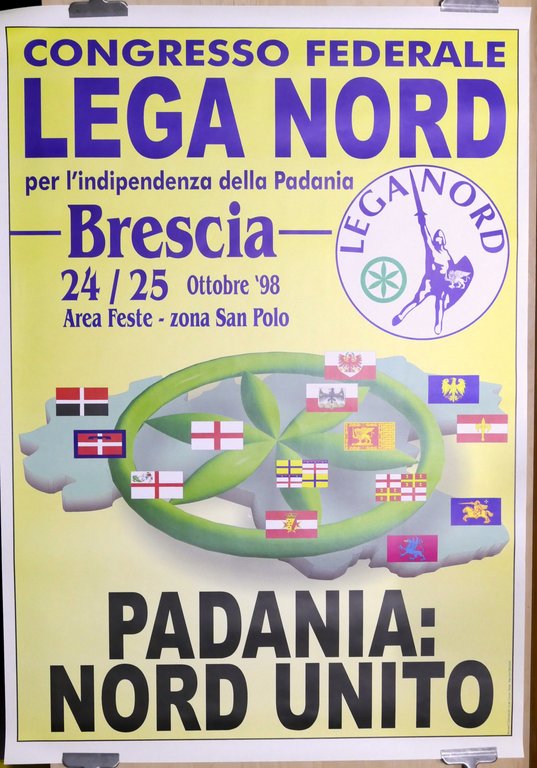 CONGRESSO FEDERALE
LEGA NORD
per l'indipendenza della Padania
LEGA NORD
Brescia
24 / 25 Ottobre '98
Area Feste - zona San Polo
PADANIA:
NORD UNITO